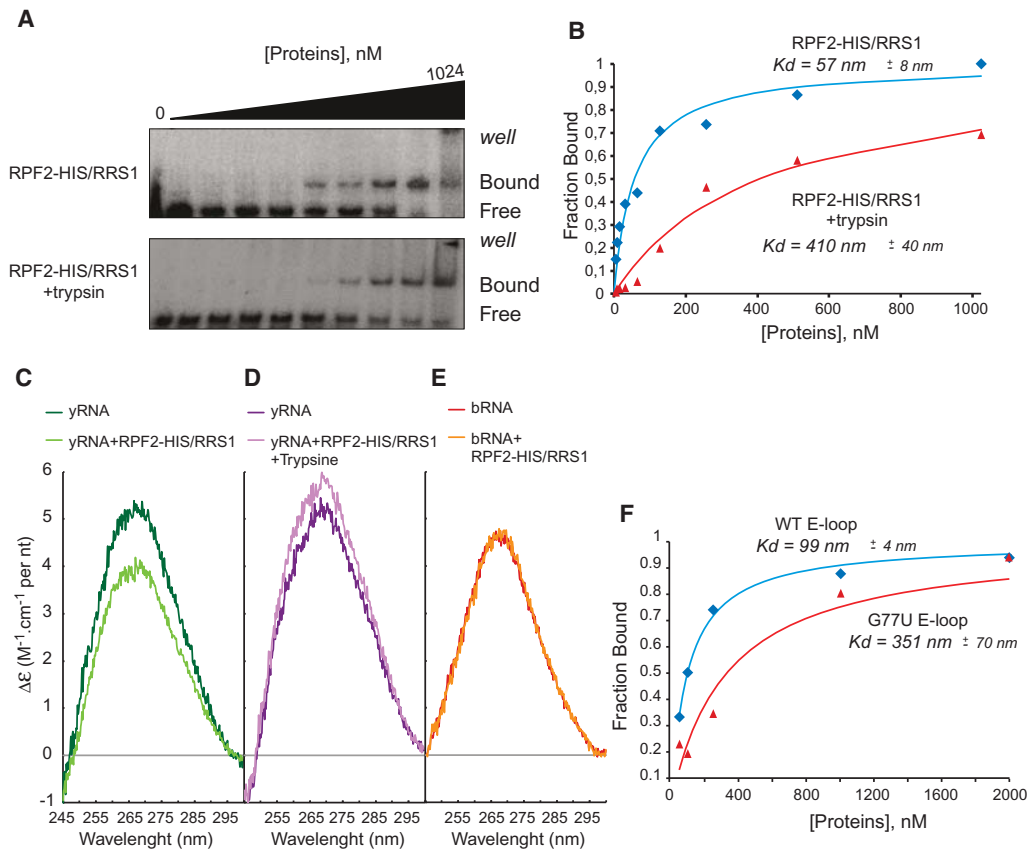 A
[Proteins], nM
0
1024
RPF2-HIS/RRS1
well
Bound
Free
RPF2-HIS/RRS1
+trypsin
well
Bound
Free
B
RPF2-HIS/RRS1
Kd = 57 nm ± 8 nm
1
0,9
0,8
0,7
0,6
0,5
0,4
0,3
0,2
0,1
0
Fraction Bound
RPF2-HIS/RRS1
+trypsin
Kd = 410 nm ± 40 nm
0 200 400 600 800 1000
[Proteins], nM
C
yRNA
yRNA+RPF2-HIS/RRS1
D
yRNA
yRNA+RPF2-HIS/RRS1
+Trypsine
E
bRNA
bRNA+
RPF2-HIS/RRS1
6
5
4
3
2
1
0
-1
Δε (M⁻¹.cm⁻¹ per nt)
245 255 265 275 285 295
Wavelenght (nm)
255 265 275 285 295
Wavelenght (nm)
255 265 275 285 295
Wavelenght (nm)
F
WT E-loop
Kd = 99 nm ± 4 nm
G77U E-loop
Kd = 351 nm ± 70 nm
1
0.9
0.8
0.7
0.6
0.5
0.4
0.3
0.2
0.1
Fraction Bound
0 400 800 1200 1600 2000
[Proteins], nM